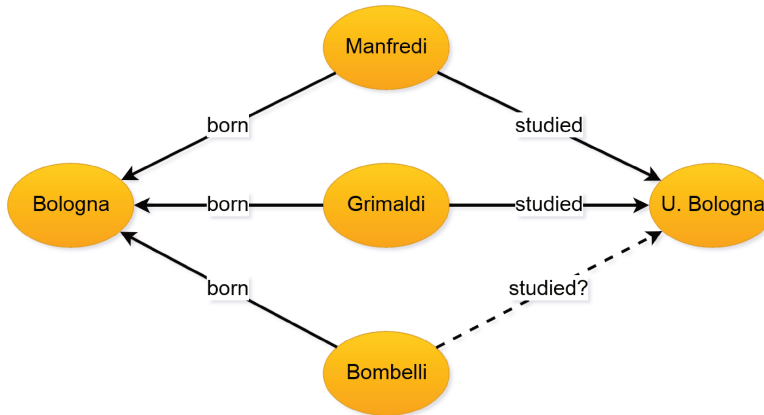 Manfredi
born
studied
Bologna
born
Grimaldi
studied
U. Bologna
born
studied?
Bombelli